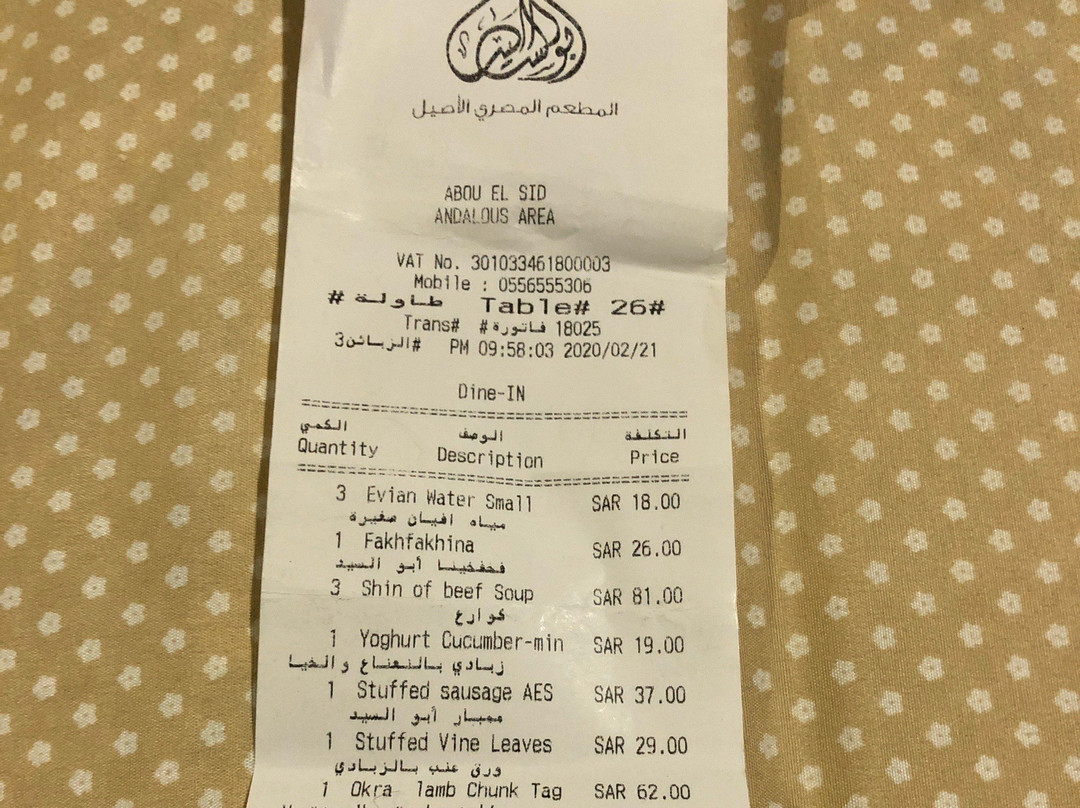 ابو السيد
المطعم المصري الأصيل
ABOU EL SID
ANDALOUS AREA
VAT No. 301033461800003
Mobile : 0556555306
# طاولة Table# 26#
Trans# #فاتورة 18025
3الزبائن# PM 09:58:03 2020/02/21
Dine-IN
الكمي الوصف التكلفة
Quantity Description Price
3 Evian Water Small SAR 18.00
مياه افيان صغيرة
1 Fakhfakhina SAR 26.00
فخفخينا أبو السيد
3 Shin of beef Soup SAR 81.00
كوارع
1 Yoghurt Cucumber-min SAR 19.00
زبادي بالنعناع والخيا
1 Stuffed sausage AES SAR 37.00
ممبار أبو السيد
1 Stuffed Vine Leaves SAR 29.00
ورق عنب بالزبادي
1 Okra lamb Chunk Tag SAR 62.00